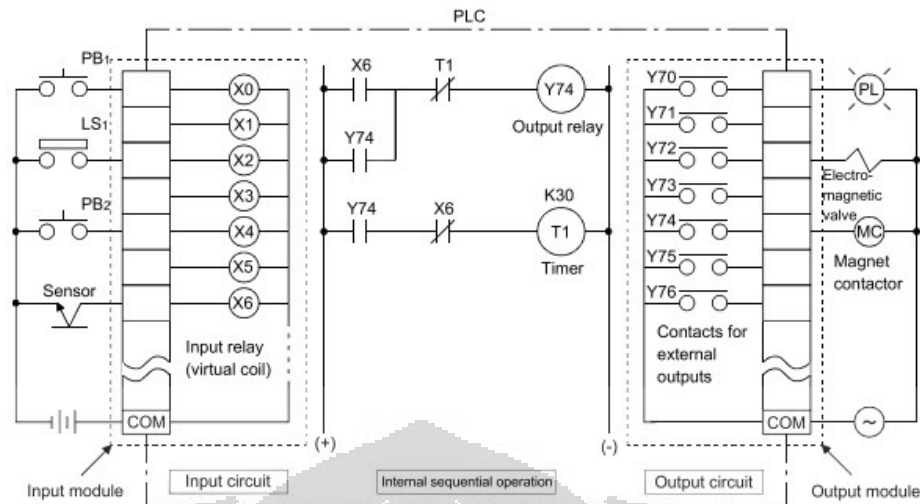 PLC
PB1
X0
LS1
X1
X2
X3
PB2
X4
X5
Sensor
X6
Input relay
(virtual coil)
COM
Input module
Input circuit
X6
T1
Y74
Output relay
Y74
Y74
X6
K30
T1
Timer
(+)
(-)
Internal sequential operation
Y70
Y71
Y72
Y73
Y74
Y75
Y76
Contacts for
external
outputs
COM
PL
Electro-
magnetic
valve
MC
Magnet
contactor
~
Output circuit
Output module